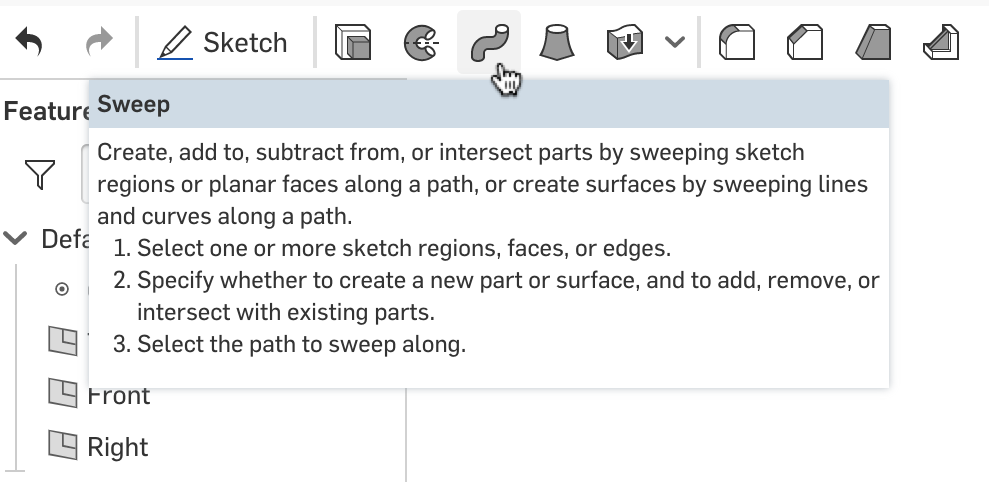 Sketch
Sweep
Create, add to, subtract from, or intersect parts by sweeping sketch
regions or planar faces along a path, or create surfaces by sweeping lines
and curves along a path.
1. Select one or more sketch regions, faces, or edges.
2. Specify whether to create a new part or surface, and to add, remove, or
intersect with existing parts.
3. Select the path to sweep along.
Feature
Defa
Front
Right